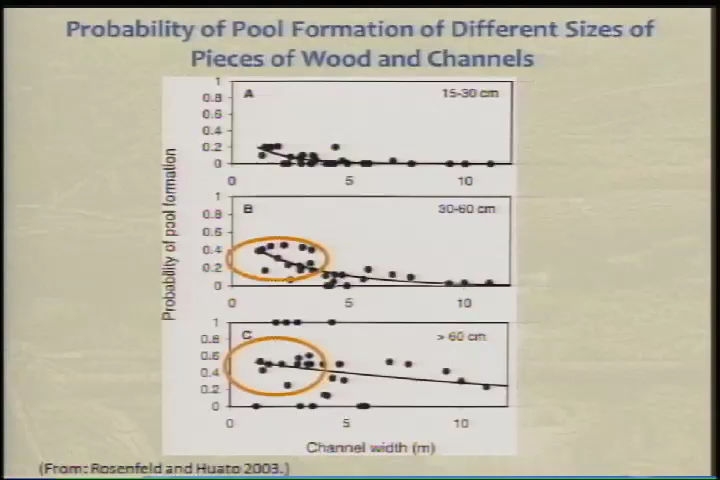 Probability of Pool Formation of Different Sizes of
Pieces of Wood and Channels
Probability of pool formation
1
0.8
0.6
0.4
0.2
0
A
15-30 cm
0
5
10
1
0.8
0.6
0.4
0.2
0
B
30-60 cm
0
5
10
1
0.8
0.6
0.4
0.2
0
C
> 60 cm
0
5
10
Channel width (m)
(From: Rosenfeld and Huato 2003.)